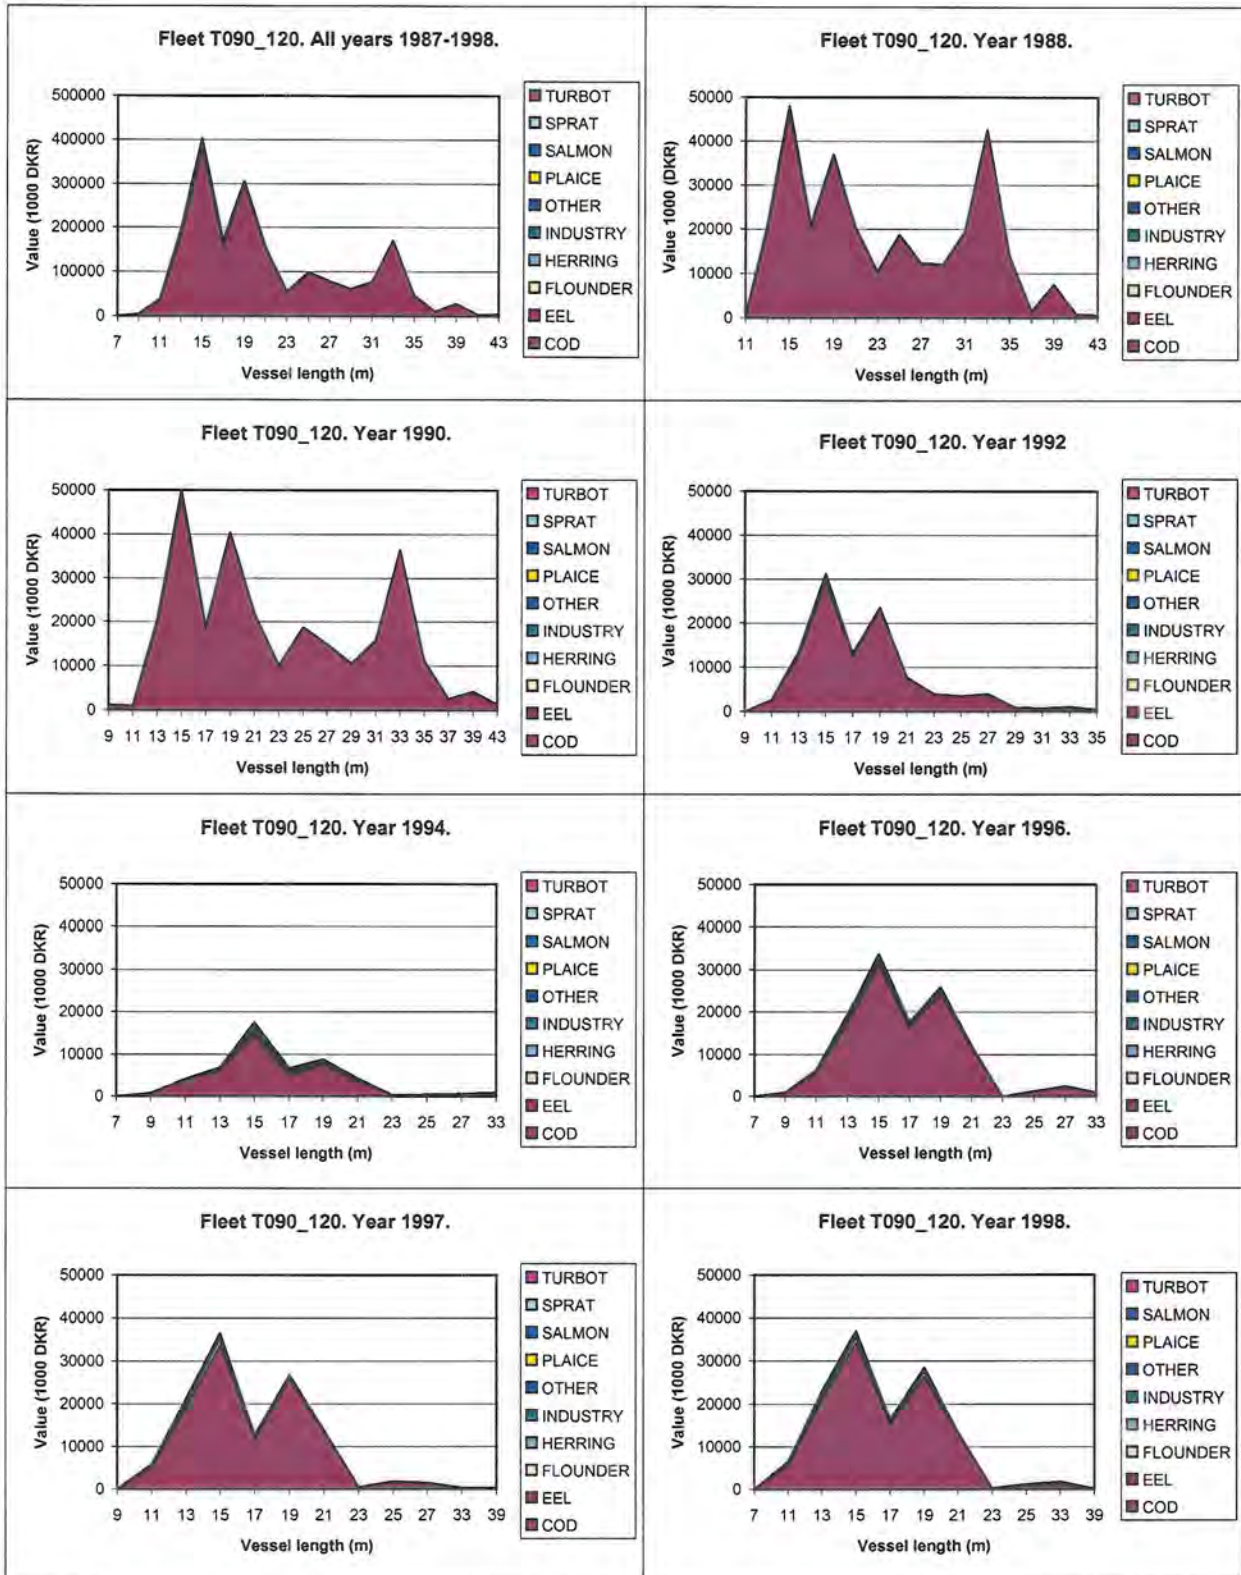 Fleet T090_120. All years 1987-1998.
Value (1000 DKR)
500000
400000
300000
200000
100000
0
7 11 15 19 23 27 31 35 39 43
Vessel length (m)
TURBOT
SPRAT
SALMON
PLAICE
OTHER
INDUSTRY
HERRING
FLOUNDER
EEL
COD
Fleet T090_120. Year 1988.
Value 1000 (DKR)
50000
40000
30000
20000
10000
0
11 15 19 23 27 31 35 39 43
Vessel length (m)
TURBOT
SPRAT
SALMON
PLAICE
OTHER
INDUSTRY
HERRING
FLOUNDER
EEL
COD
Fleet T090_120. Year 1990.
Value (1000 DKR)
50000
40000
30000
20000
10000
0
9 11 13 15 17 19 21 23 25 27 29 31 33 35 37 40 43
Vessel length (m)
TURBOT
SPRAT
SALMON
PLAICE
OTHER
INDUSTRY
HERRING
FLOUNDER
EEL
COD
Fleet T090_120. Year 1992
Value (1000 DKR)
50000
40000
30000
20000
10000
0
9 11 13 15 17 19 21 23 25 27 29 31 33 35
Vessel length (m)
TURBOT
SPRAT
SALMON
PLAICE
OTHER
INDUSTRY
HERRING
FLOUNDER
EEL
COD
Fleet T090_120. Year 1994.
Value (1000 DKR)
50000
40000
30000
20000
10000
0
7 9 11 13 15 17 19 21 23 25 27 33
Vessel length (m)
TURBOT
SPRAT
SALMON
PLAICE
OTHER
INDUSTRY
HERRING
FLOUNDER
EEL
COD
Fleet T090_120. Year 1996.
Value (1000 DKR)
50000
40000
30000
20000
10000
0
7 9 11 13 15 17 19 21 23 25 27 33
Vessel length (m)
TURBOT
SPRAT
SALMON
PLAICE
OTHER
INDUSTRY
HERRING
FLOUNDER
EEL
COD
Fleet T090_120. Year 1997.
Value (1000 DKR)
50000
40000
30000
20000
10000
0
9 11 13 15 17 19 21 23 25 27 33 39
Vessel length (m)
TURBOT
SPRAT
SALMON
PLAICE
OTHER
INDUSTRY
HERRING
FLOUNDER
EEL
COD
Fleet T090_120. Year 1998.
Value (1000 DKR)
50000
40000
30000
20000
10000
0
7 11 13 15 17 19 21 23 25 33 39
Vessel length (m)
TURBOT
SALMON
PLAICE
OTHER
INDUSTRY
HERRING
FLOUNDER
EEL
COD